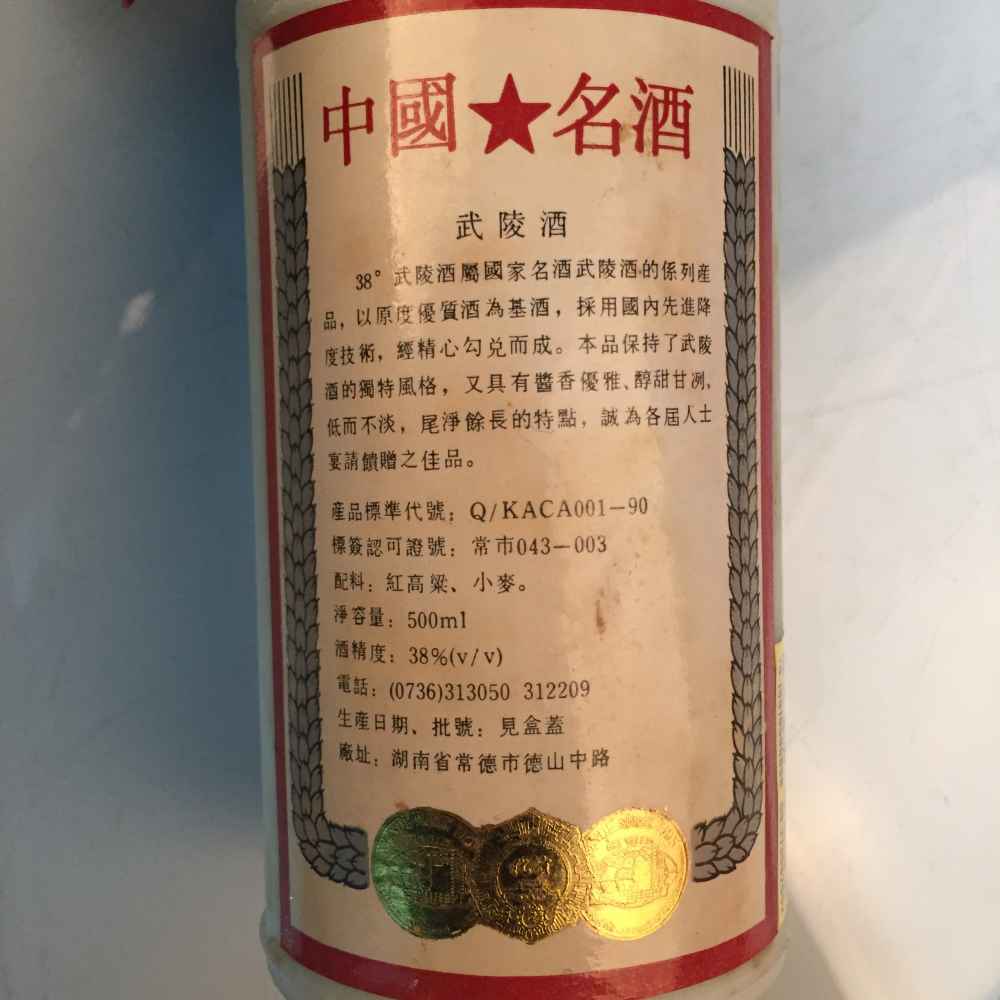 中國★名酒
武陵酒
38°武陵酒屬國家名酒武陵酒的係列産
品，以原度優質酒為基酒，採用國內先進降
度技術，經精心勾兌而成。本品保持了武陵
酒的獨特風格，又具有醬香優雅、醇甜甘冽，
低而不淡，尾淨餘長的特點，誠為各屆人士
宴請饋贈之佳品。
産品標準代號：Q/KACA001－90
標簽認可證號：常市043－003
配料：紅高粱、小麥。
淨容量：500ml
酒精度：38%(v/v)
電話：(0736)313050 312209
生産日期、批號：見盒蓋
廠址：湖南省常德市德山中路